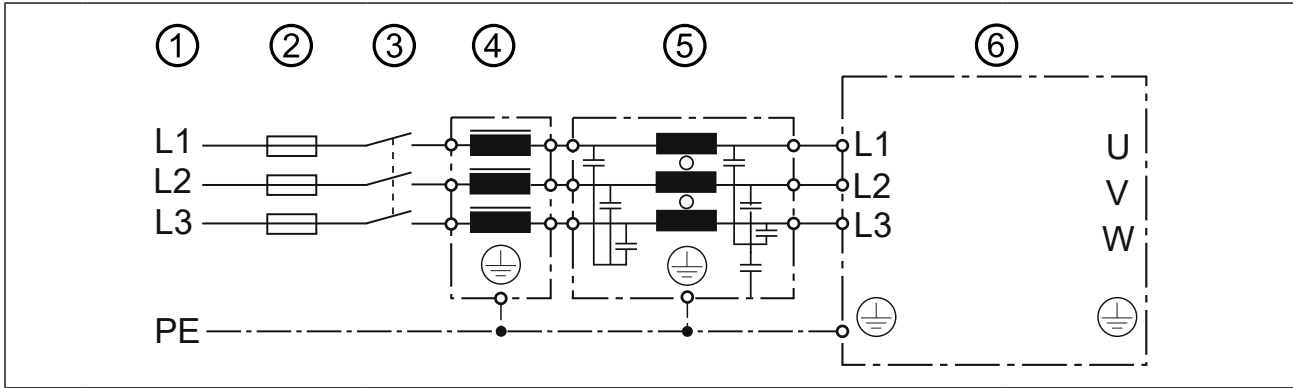 ① ② ③ ④ ⑤ ⑥
L1 L1 U
L2 L2 V
L3 L3 W
PE